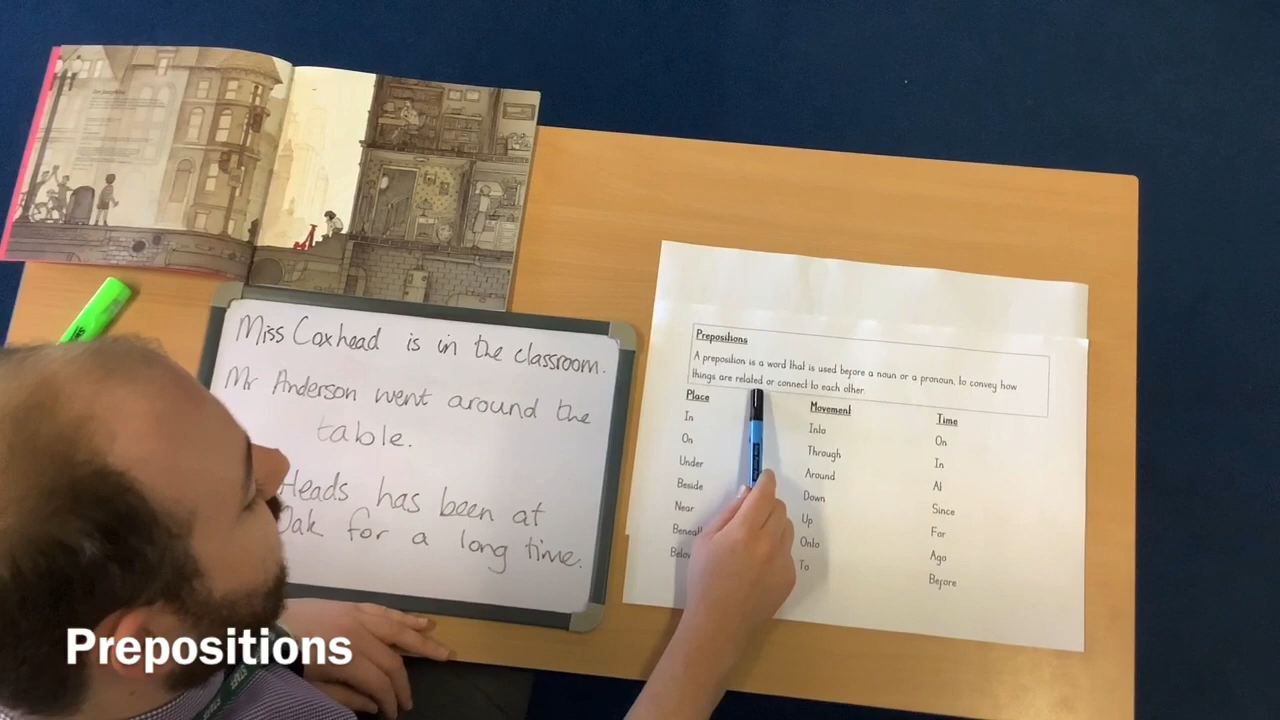 Miss Coxhead is in the classroom.
Mr Anderson went around the
table.
Heads has been at
Oak for a long time.
Prepositions
A preposition is a word that is used before a noun or a pronoun, to convey how
things are related or connect to each other.
Place
In
On
Under
Beside
Near
Movement
Into
Through
Around
Down
Up
Onto
To
Time
On
In
At
Since
For
Ago
Before
STAFF
Prepositions